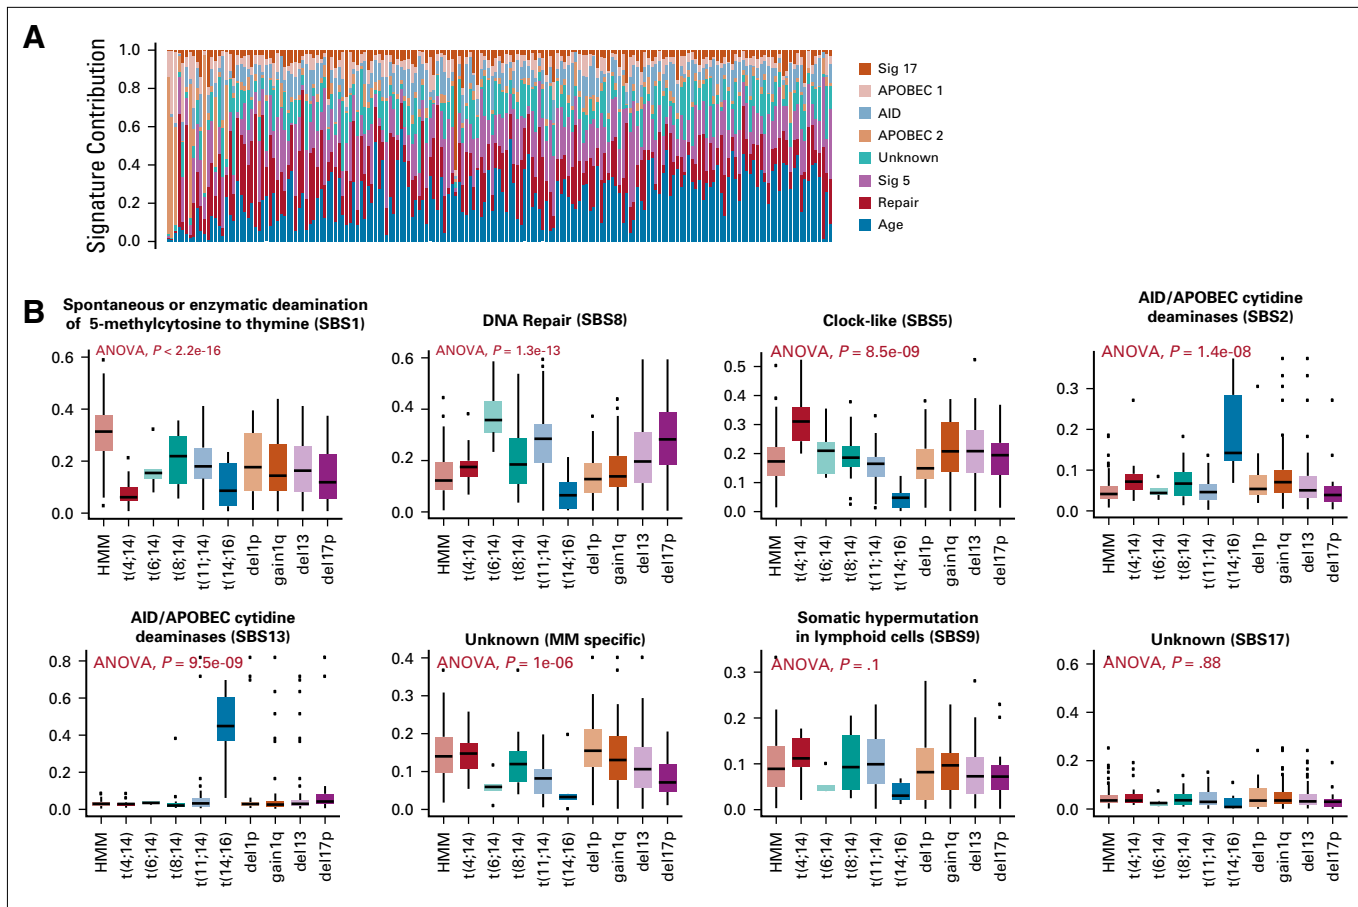 A
Signature Contribution
1.0
0.8
0.6
0.4
0.2
0.0
Sig 17
APOBEC 1
AID
APOBEC 2
Unknown
Sig 5
Repair
Age
B
Spontaneous or enzymatic deamination
of 5-methylcytosine to thymine (SBS1)
ANOVA, P < 2.2e-16
0.6
0.4
0.2
0.0
HMM
t(4;14)
t(6;14)
t(8;14)
t(11;14)
t(14;16)
del1p
gain1q
del13
del17p
DNA Repair (SBS8)
ANOVA, P = 1.3e-13
0.6
0.4
0.2
0.0
HMM
t(4;14)
t(6;14)
t(8;14)
t(11;14)
t(14;16)
del1p
gain1q
del13
del17p
Clock-like (SBS5)
ANOVA, P = 8.5e-09
0.5
0.4
0.3
0.2
0.1
0.0
HMM
t(4;14)
t(6;14)
t(8;14)
t(11;14)
t(14;16)
del1p
gain1q
del13
del17p
AID/APOBEC cytidine
deaminases (SBS2)
ANOVA, P = 1.4e-08
0.3
0.2
0.1
0.0
HMM
t(4;14)
t(6;14)
t(8;14)
t(11;14)
t(14;16)
del1p
gain1q
del13
del17p
AID/APOBEC cytidine
deaminases (SBS13)
ANOVA, P = 9.5e-09
0.8
0.6
0.4
0.2
0.0
HMM
t(4;14)
t(6;14)
t(8;14)
t(11;14)
t(14;16)
del1p
gain1q
del13
del17p
Unknown (MM specific)
ANOVA, P = 1e-06
0.4
0.3
0.2
0.1
0.0
HMM
t(4;14)
t(6;14)
t(8;14)
t(11;14)
t(14;16)
del1p
gain1q
del13
del17p
Somatic hypermutation
in lymphoid cells (SBS9)
ANOVA, P = .1
0.3
0.2
0.1
0.0
HMM
t(4;14)
t(6;14)
t(8;14)
t(11;14)
t(14;16)
del1p
gain1q
del13
del17p
Unknown (SBS17)
ANOVA, P = .88
0.6
0.4
0.2
0.0
HMM
t(4;14)
t(6;14)
t(8;14)
t(11;14)
t(14;16)
del1p
gain1q
del13
del17p